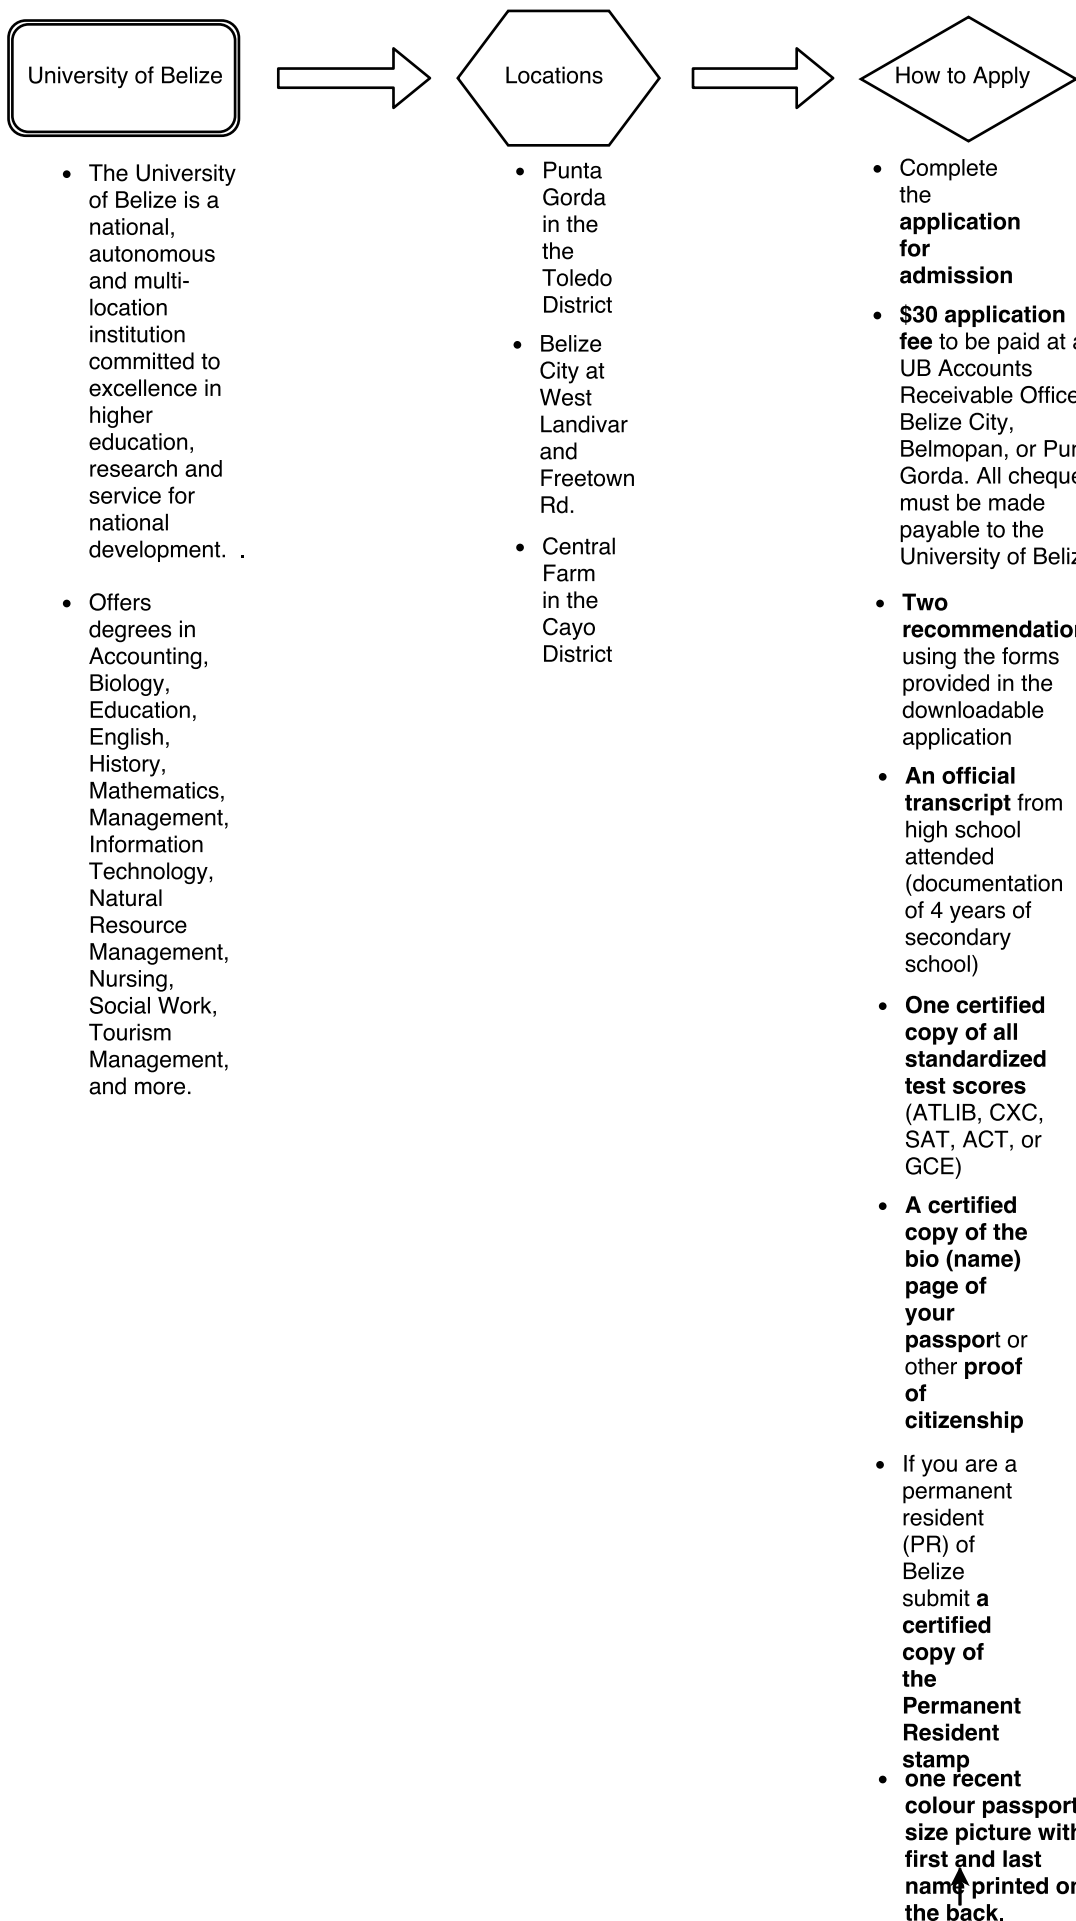 University of Belize
Locations
How to Apply
• The University
of Belize is a
national,
autonomous
and multi-
location
institution
committed to
excellence in
higher
education,
research and
service for
national
development. .
• Offers
degrees in
Accounting,
Biology,
Education,
English,
History,
Mathematics,
Management,
Information
Technology,
Natural
Resource
Management,
Nursing,
Social Work,
Tourism
Management,
and more.
• Punta
Gorda
in the
the
Toledo
District
• Belize
City at
West
Landivar
and
Freetown
Rd.
• Central
Farm
in the
Cayo
District
• Complete
the
application
for
admission
• $30 application
fee to be paid at
UB Accounts
Receivable Office
Belize City,
Belmopan, or
Gorda. All
must be made
payable to the
University of
• Two
using the forms
provided in the
downloadable
application
• An official
transcript from
high school
attended
(documentation
of 4 years of
secondary
school)
• One certified
copy of all
standardized
test scores
(ATLIB, CXC,
SAT, ACT, or
GCE)
• A certified
copy of the
bio (name)
page of
your
passport or
other proof
of
citizenship
• If you are a
permanent
resident
(PR) of
Belize
submit a
certified
copy of
the
Permanent
Resident
stamp
• one recent
colour passport
size picture with
first and last
name printed on
the back.